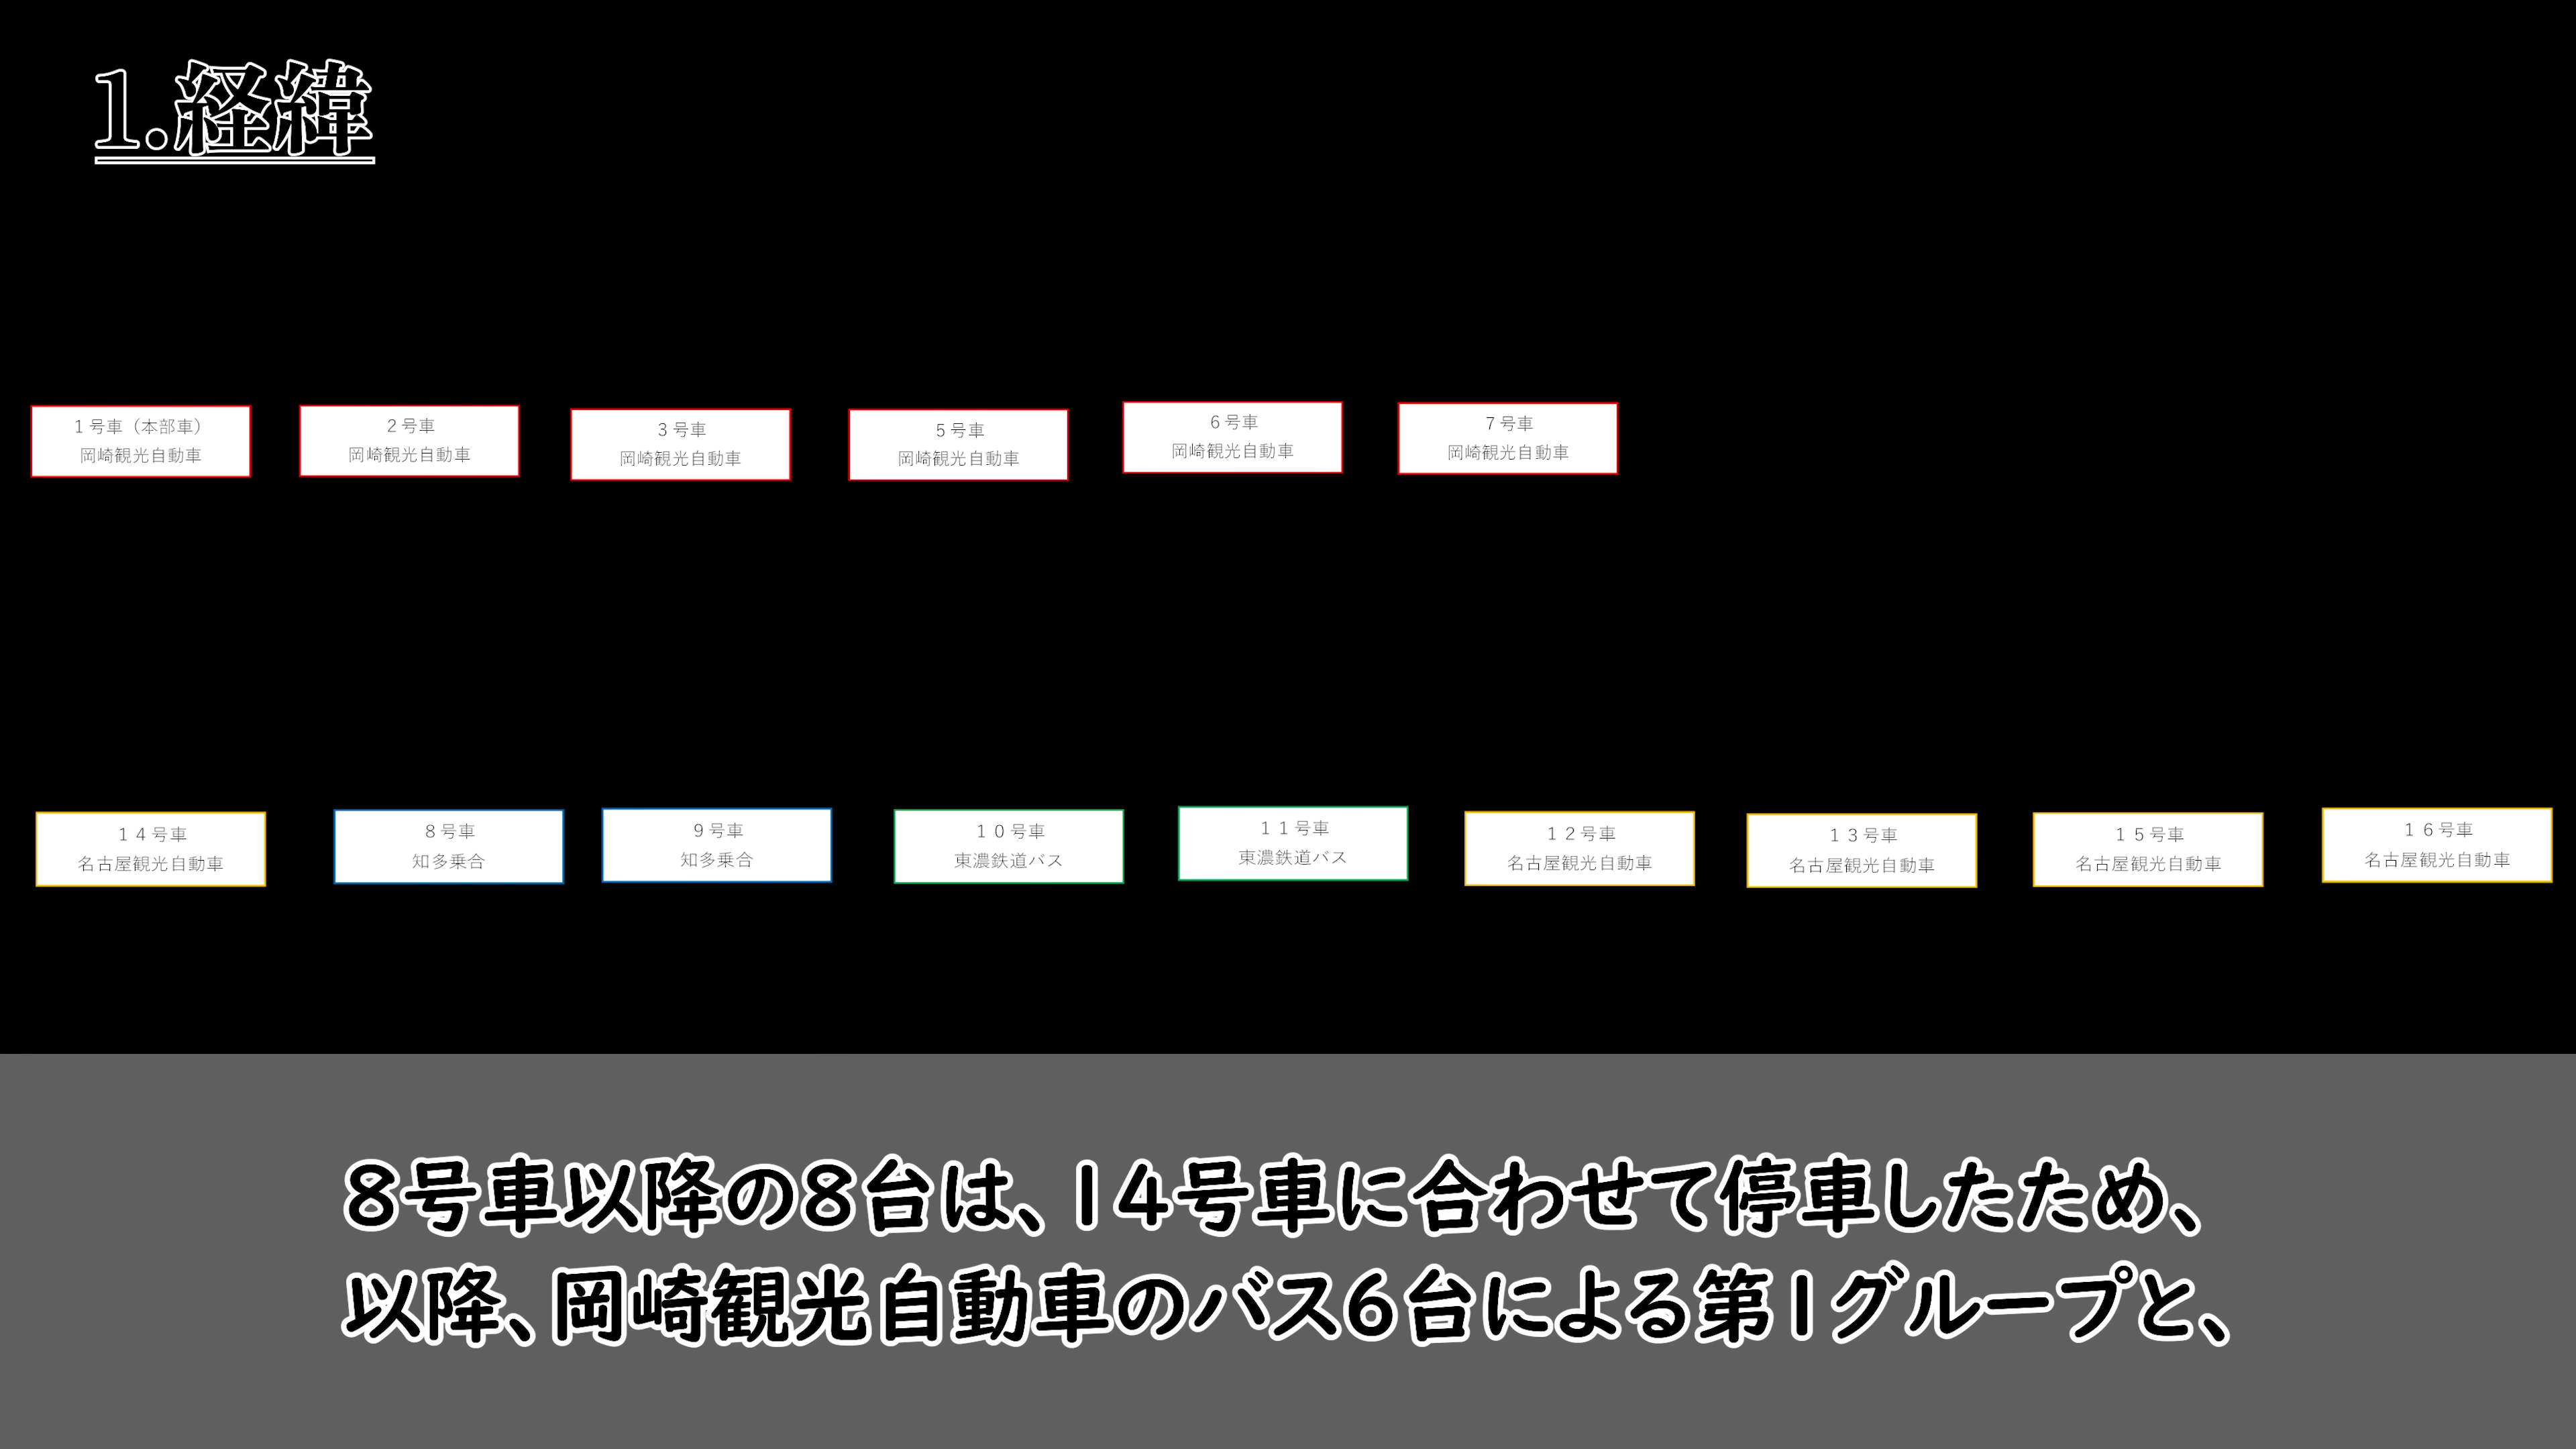 1.経緯
1号車（本部車）
岡崎観光自動車
2号車
岡崎観光自動車
3号車
岡崎観光自動車
5号車
岡崎観光自動車
6号車
岡崎観光自動車
7号車
岡崎観光自動車
14号車
名古屋観光自動車
8号車
知多乗合
9号車
知多乗合
10号車
東濃鉄道バス
11号車
東濃鉄道バス
12号車
名古屋観光自動車
13号車
名古屋観光自動車
15号車
名古屋観光自動車
16号車
名古屋観光自動車
8号車以降の8台は、14号車に合わせて停車したため、
以降、岡崎観光自動車のバス6台による第1グループと、